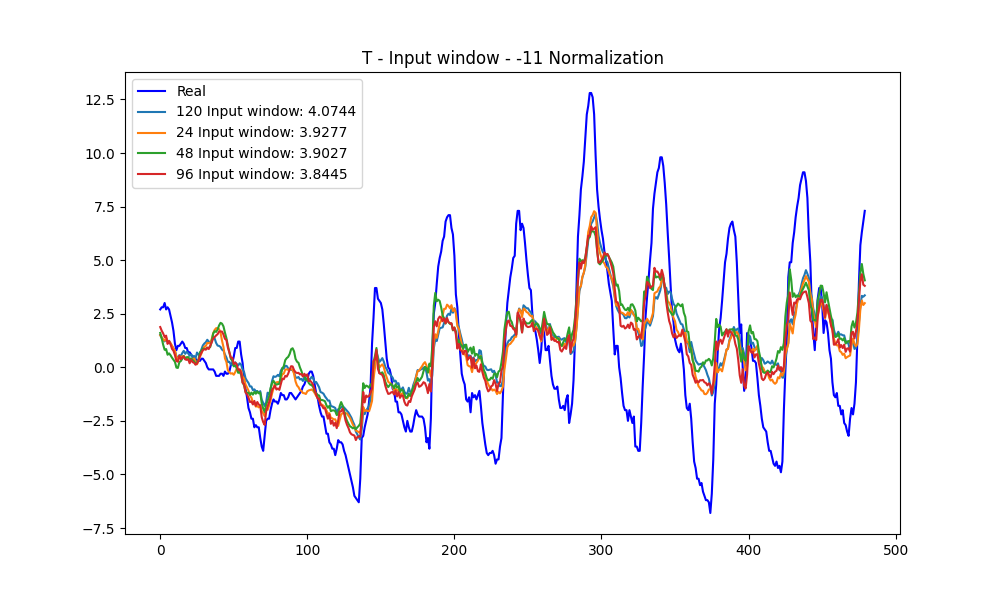 T - Input window - -11 Normalization
Real
120 Input window: 4.0744
24 Input window: 3.9277
48 Input window: 3.9027
96 Input window: 3.8445
12.5
10.0
7.5
5.0
2.5
0.0
−2.5
−5.0
−7.5
0 100 200 300 400 500